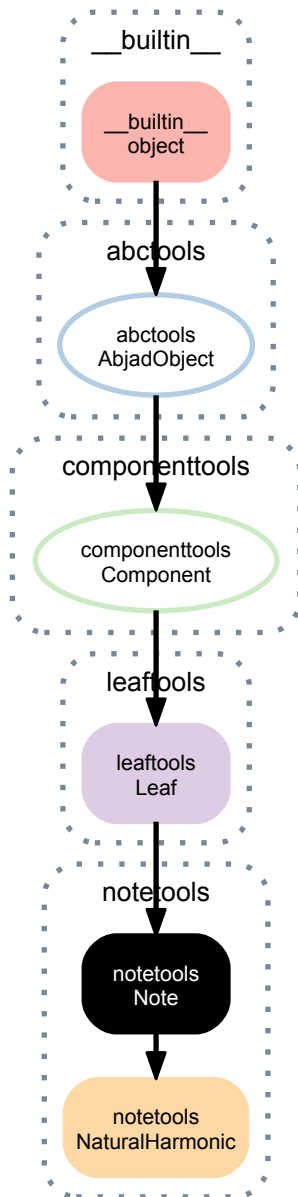 __builtin__
__builtin__
object
abctools
abctools
AbjadObject
componenttools
componenttools
Component
leaftools
leaftools
Leaf
notetools
notetools
Note
notetools
NaturalHarmonic